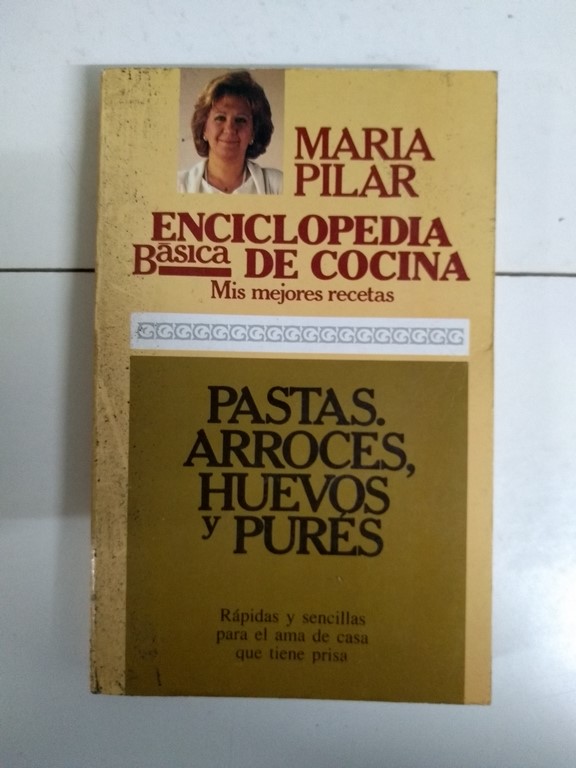 MARIA
PILAR
ENCICLOPEDIA
Básica DE COCINA
Mis mejores recetas
PASTAS.
ARROCES,
HUEVOS
y PURÉS
Rápidas y sencillas
para el ama de casa
que tiene prisa